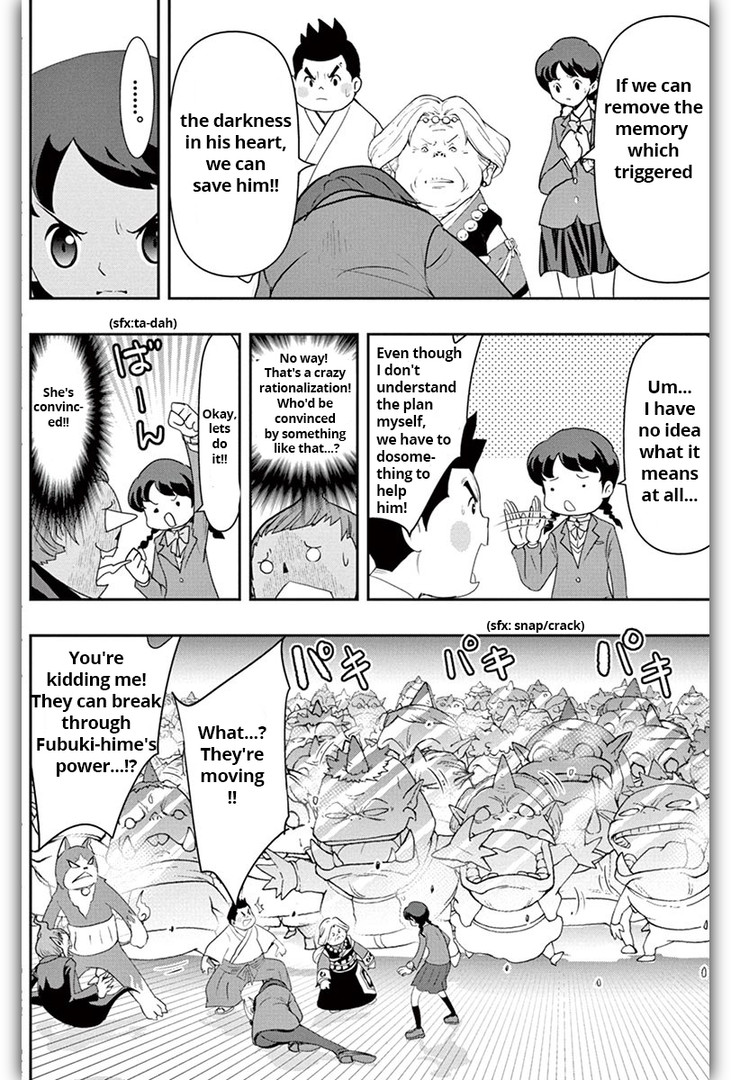 If we can
remove the
memory
which
triggered
the darkness
in his heart,
we can
save him!!
……。
Um...
I have
no idea
what it
means
at all...
Even though
I don't
understand
the plan
myself,
we have to
dosome-
thing to
help
him!
No way!
That's a crazy
rationalization!
Who'd be
convinced
by something
like that...?
(sfx:ta-dah)
ばーん
Okay,
lets
do
it!!
She's
convinc-
ed!!
(sfx: snap/crack)
パキ
パキ
パキ
What...?
They're
moving
!!
You're
kidding me!
They can break
through
Fubuki-hime's
power...!?